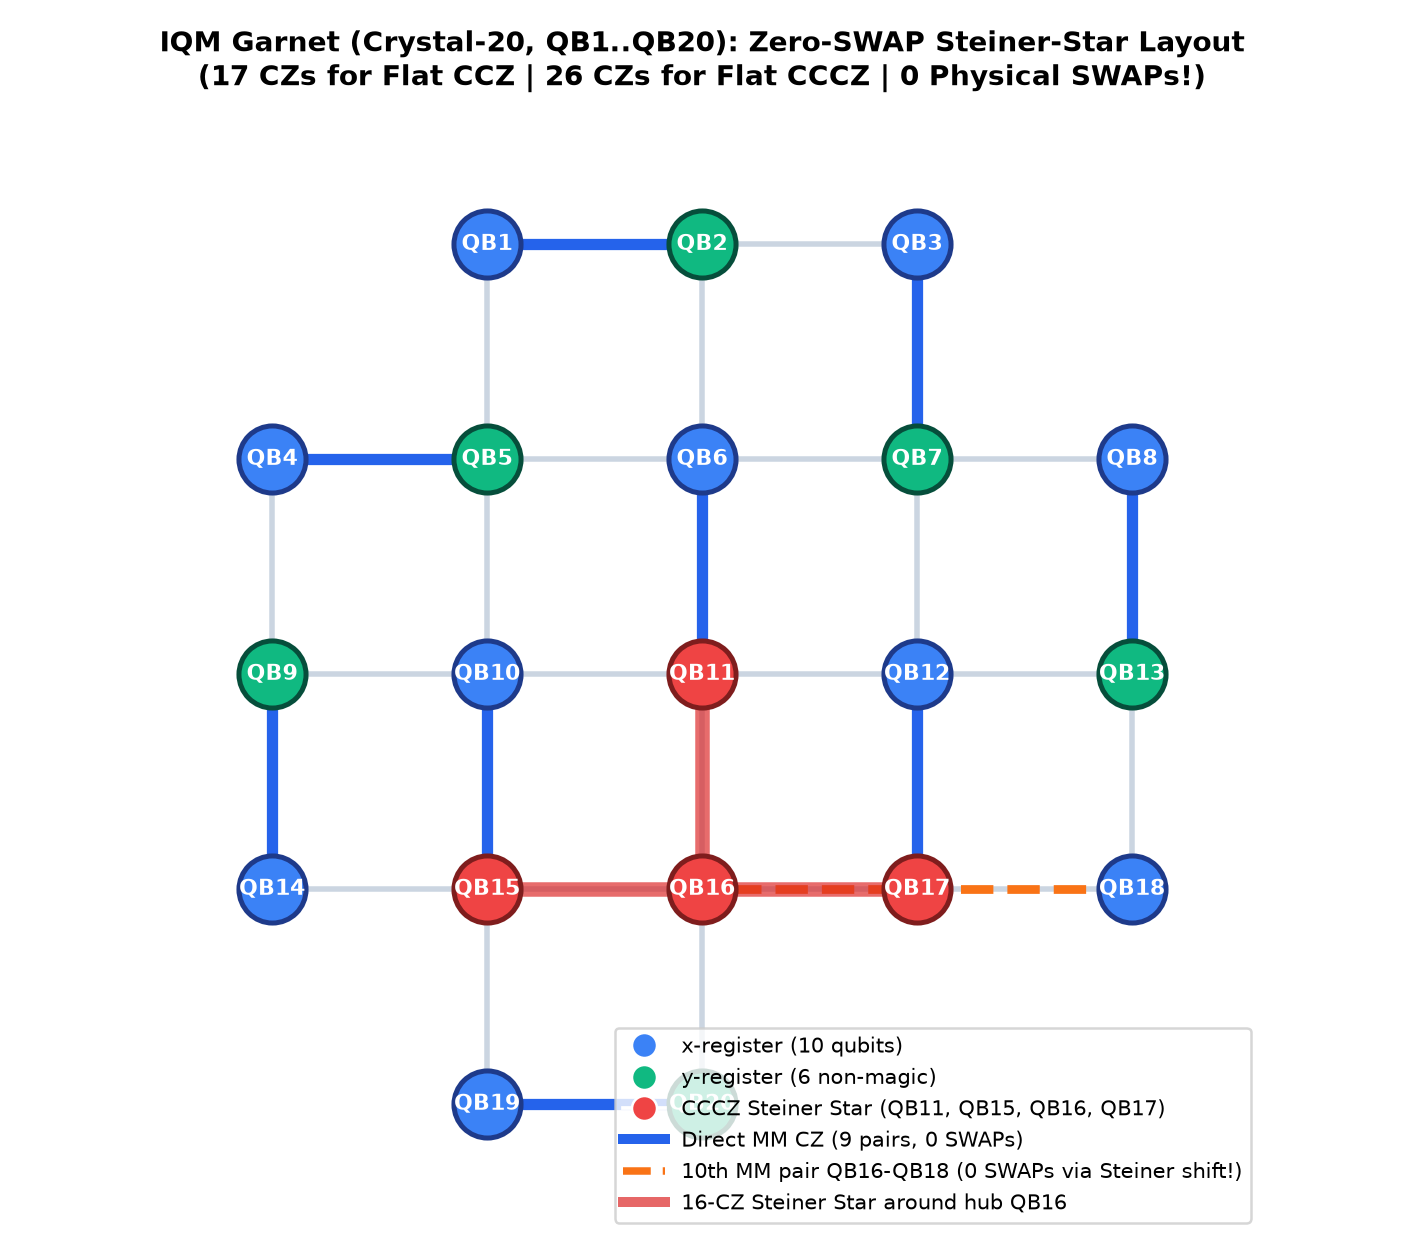 IQM Garnet (Crystal-20, QB1..QB20): Zero-SWAP Steiner-Star Layout
(17 CZs for Flat CCZ | 26 CZs for Flat CCCZ | 0 Physical SWAPs!)
QB1 QB2 QB3
QB4 QB5 QB6 QB7 QB8
QB9 QB10 QB11 QB12 QB13
QB14 QB15 QB16 QB17 QB18
QB19 QB20
x-register (10 qubits)
y-register (6 non-magic)
CCCZ Steiner Star (QB11, QB15, QB16, QB17)
Direct MM CZ (9 pairs, 0 SWAPs)
10th MM pair QB16-QB18 (0 SWAPs via Steiner shift!)
16-CZ Steiner Star around hub QB16